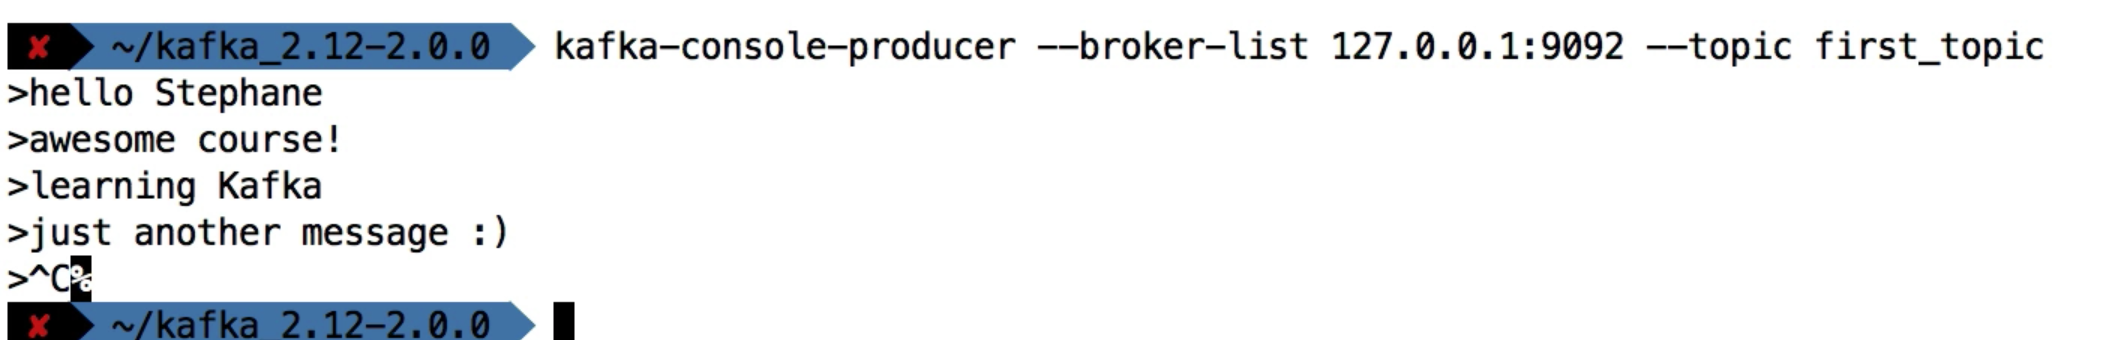 ✘ ~/kafka_2.12-2.0.0 kafka-console-producer --broker-list 127.0.0.1:9092 --topic first_topic
>hello Stephane
>awesome course!
>learning Kafka
>just another message :)
>^C%
✘ ~/kafka_2.12-2.0.0